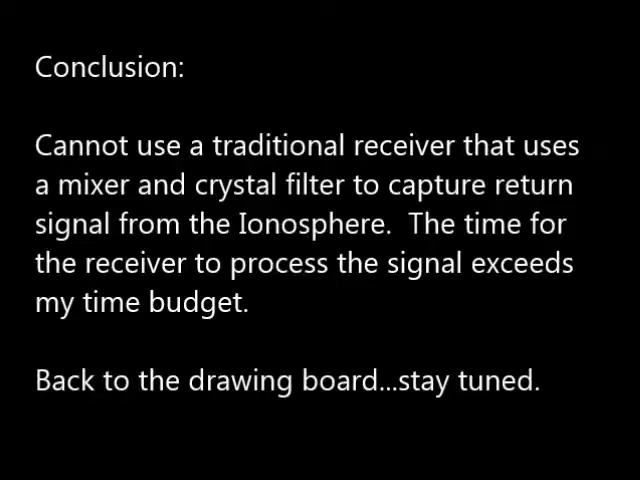 Conclusion:
Cannot use a traditional receiver that uses
a mixer and crystal filter to capture return
signal from the Ionosphere.  The time for
the receiver to process the signal exceeds
my time budget.
Back to the drawing board...stay tuned.